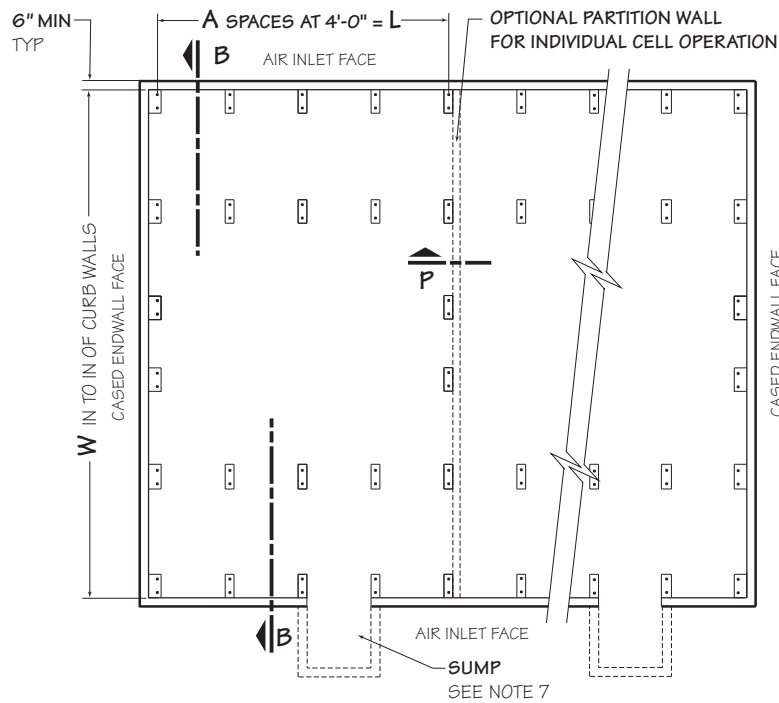 6" MIN
TYP
A SPACES AT 4'-0" = L
OPTIONAL PARTITION WALL
FOR INDIVIDUAL CELL OPERATION
B
AIR INLET FACE
W IN TO IN OF CURB WALLS
CASED ENDWALL FACE
P
CASED ENDWALL FACE
B
AIR INLET FACE
SUMP
SEE NOTE 7